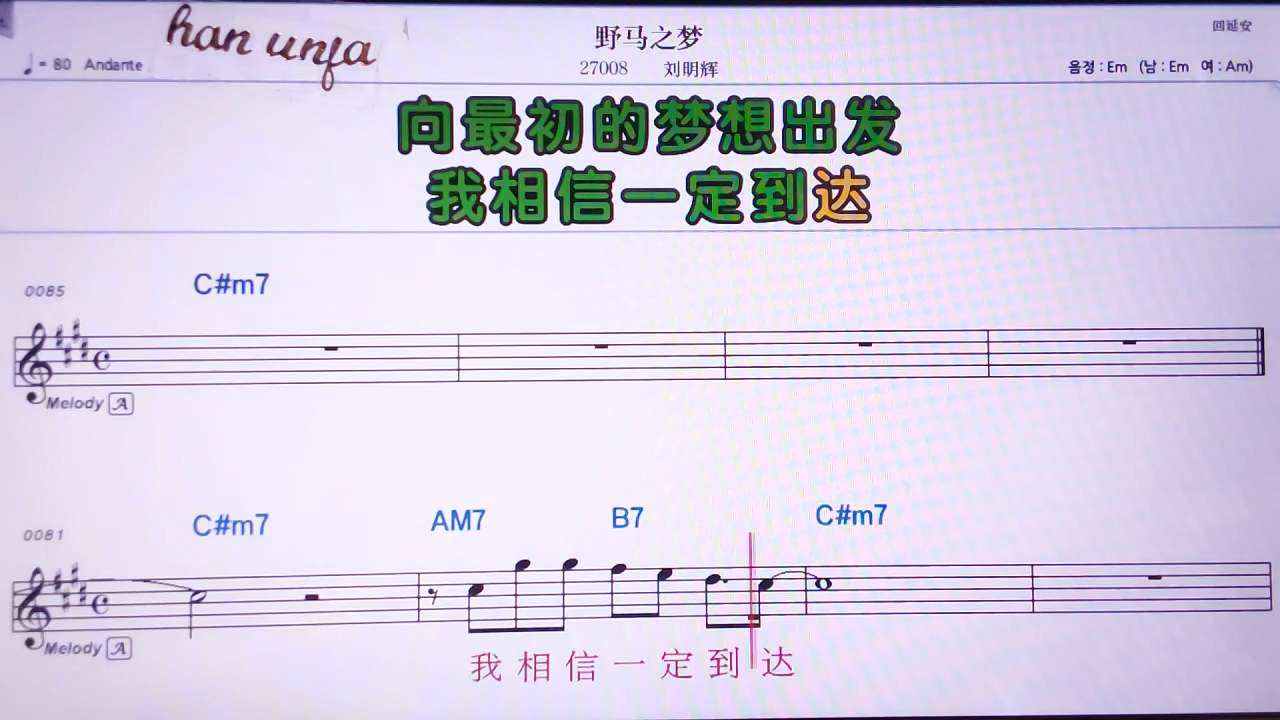 han unfa
野马之梦
回延安
♩= 80 Andante
27008 刘明辉
음정 : Em (남 : Em 여 : Am)
向最初的梦想出发
我相信一定到达
C#m7
0085
Melody A
C#m7 AM7 B7 C#m7
0081
Melody A
我相信一定到达